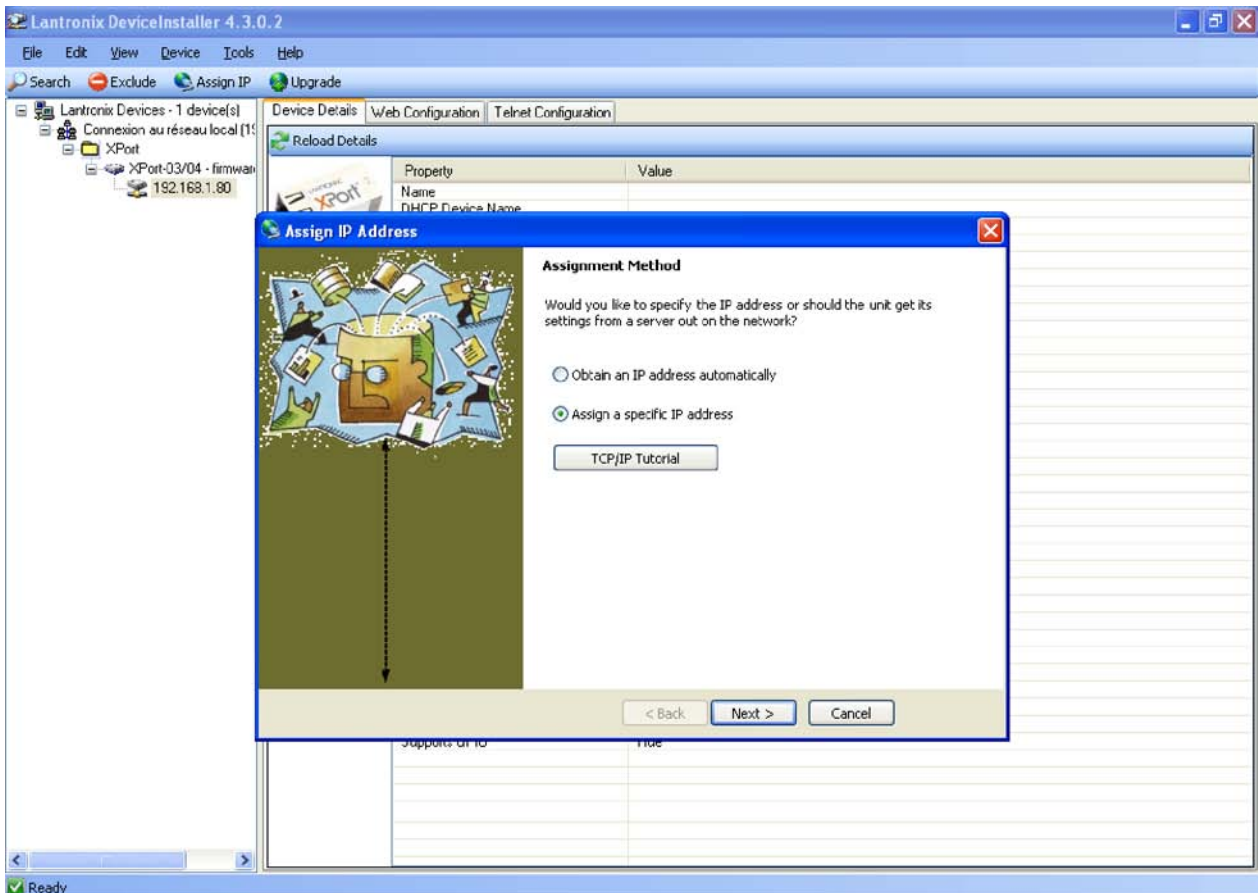 Lantronix DeviceInstaller 4.3.0.2
File Edit View Device Tools Help
Search Exclude Assign IP Upgrade
Lantronix Devices - 1 device(s)
Connexion au réseau local (19
XPort
XPort-03/04 - firmwar
192.168.1.80
Device Details Web Configuration Telnet Configuration
Reload Details
LANTRONIX
XPort
Property Value
Name
DHCP Device Name
Assign IP Address
Assignment Method
Would you like to specify the IP address or should the unit get its
settings from a server out on the network?
Obtain an IP address automatically
Assign a specific IP address
TCP/IP Tutorial
< Back Next > Cancel
Ready